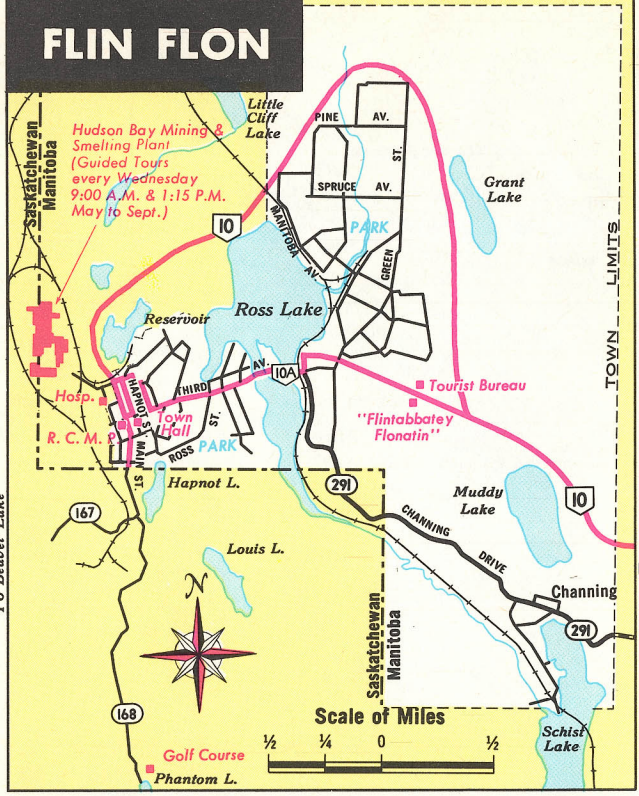 FLIN FLON
Little
Cliff
Lake
Hudson Bay Mining &
Smelting Plant
(Guided Tours
every Wednesday
9:00 A.M. & 1:15 P.M.
May to Sept.)
Saskatchewan
Manitoba
PINE AV.
ST.
SPRUCE AV.
Grant
Lake
10
MANITOBA
AV
PARK
GREEN
TOWN LIMITS
Ross Lake
Reservoir
THIRD AV.
10A
Tourist Bureau
"Flintabbatey
Flonatin"
Hosp.
HAPNOT ST.
Town
Hall
R. C. M. P.
MAIN ST.
ROSS ST.
PARK
Hapnot L.
291
Muddy
Lake
10
167
CHANNING DRIVE
Louis L.
N
Channing
291
Saskatchewan
Manitoba
168
Scale of Miles
½ ¼ 0 ½
Schist
Lake
Golf Course
Phantom L.
To Beaver Lake